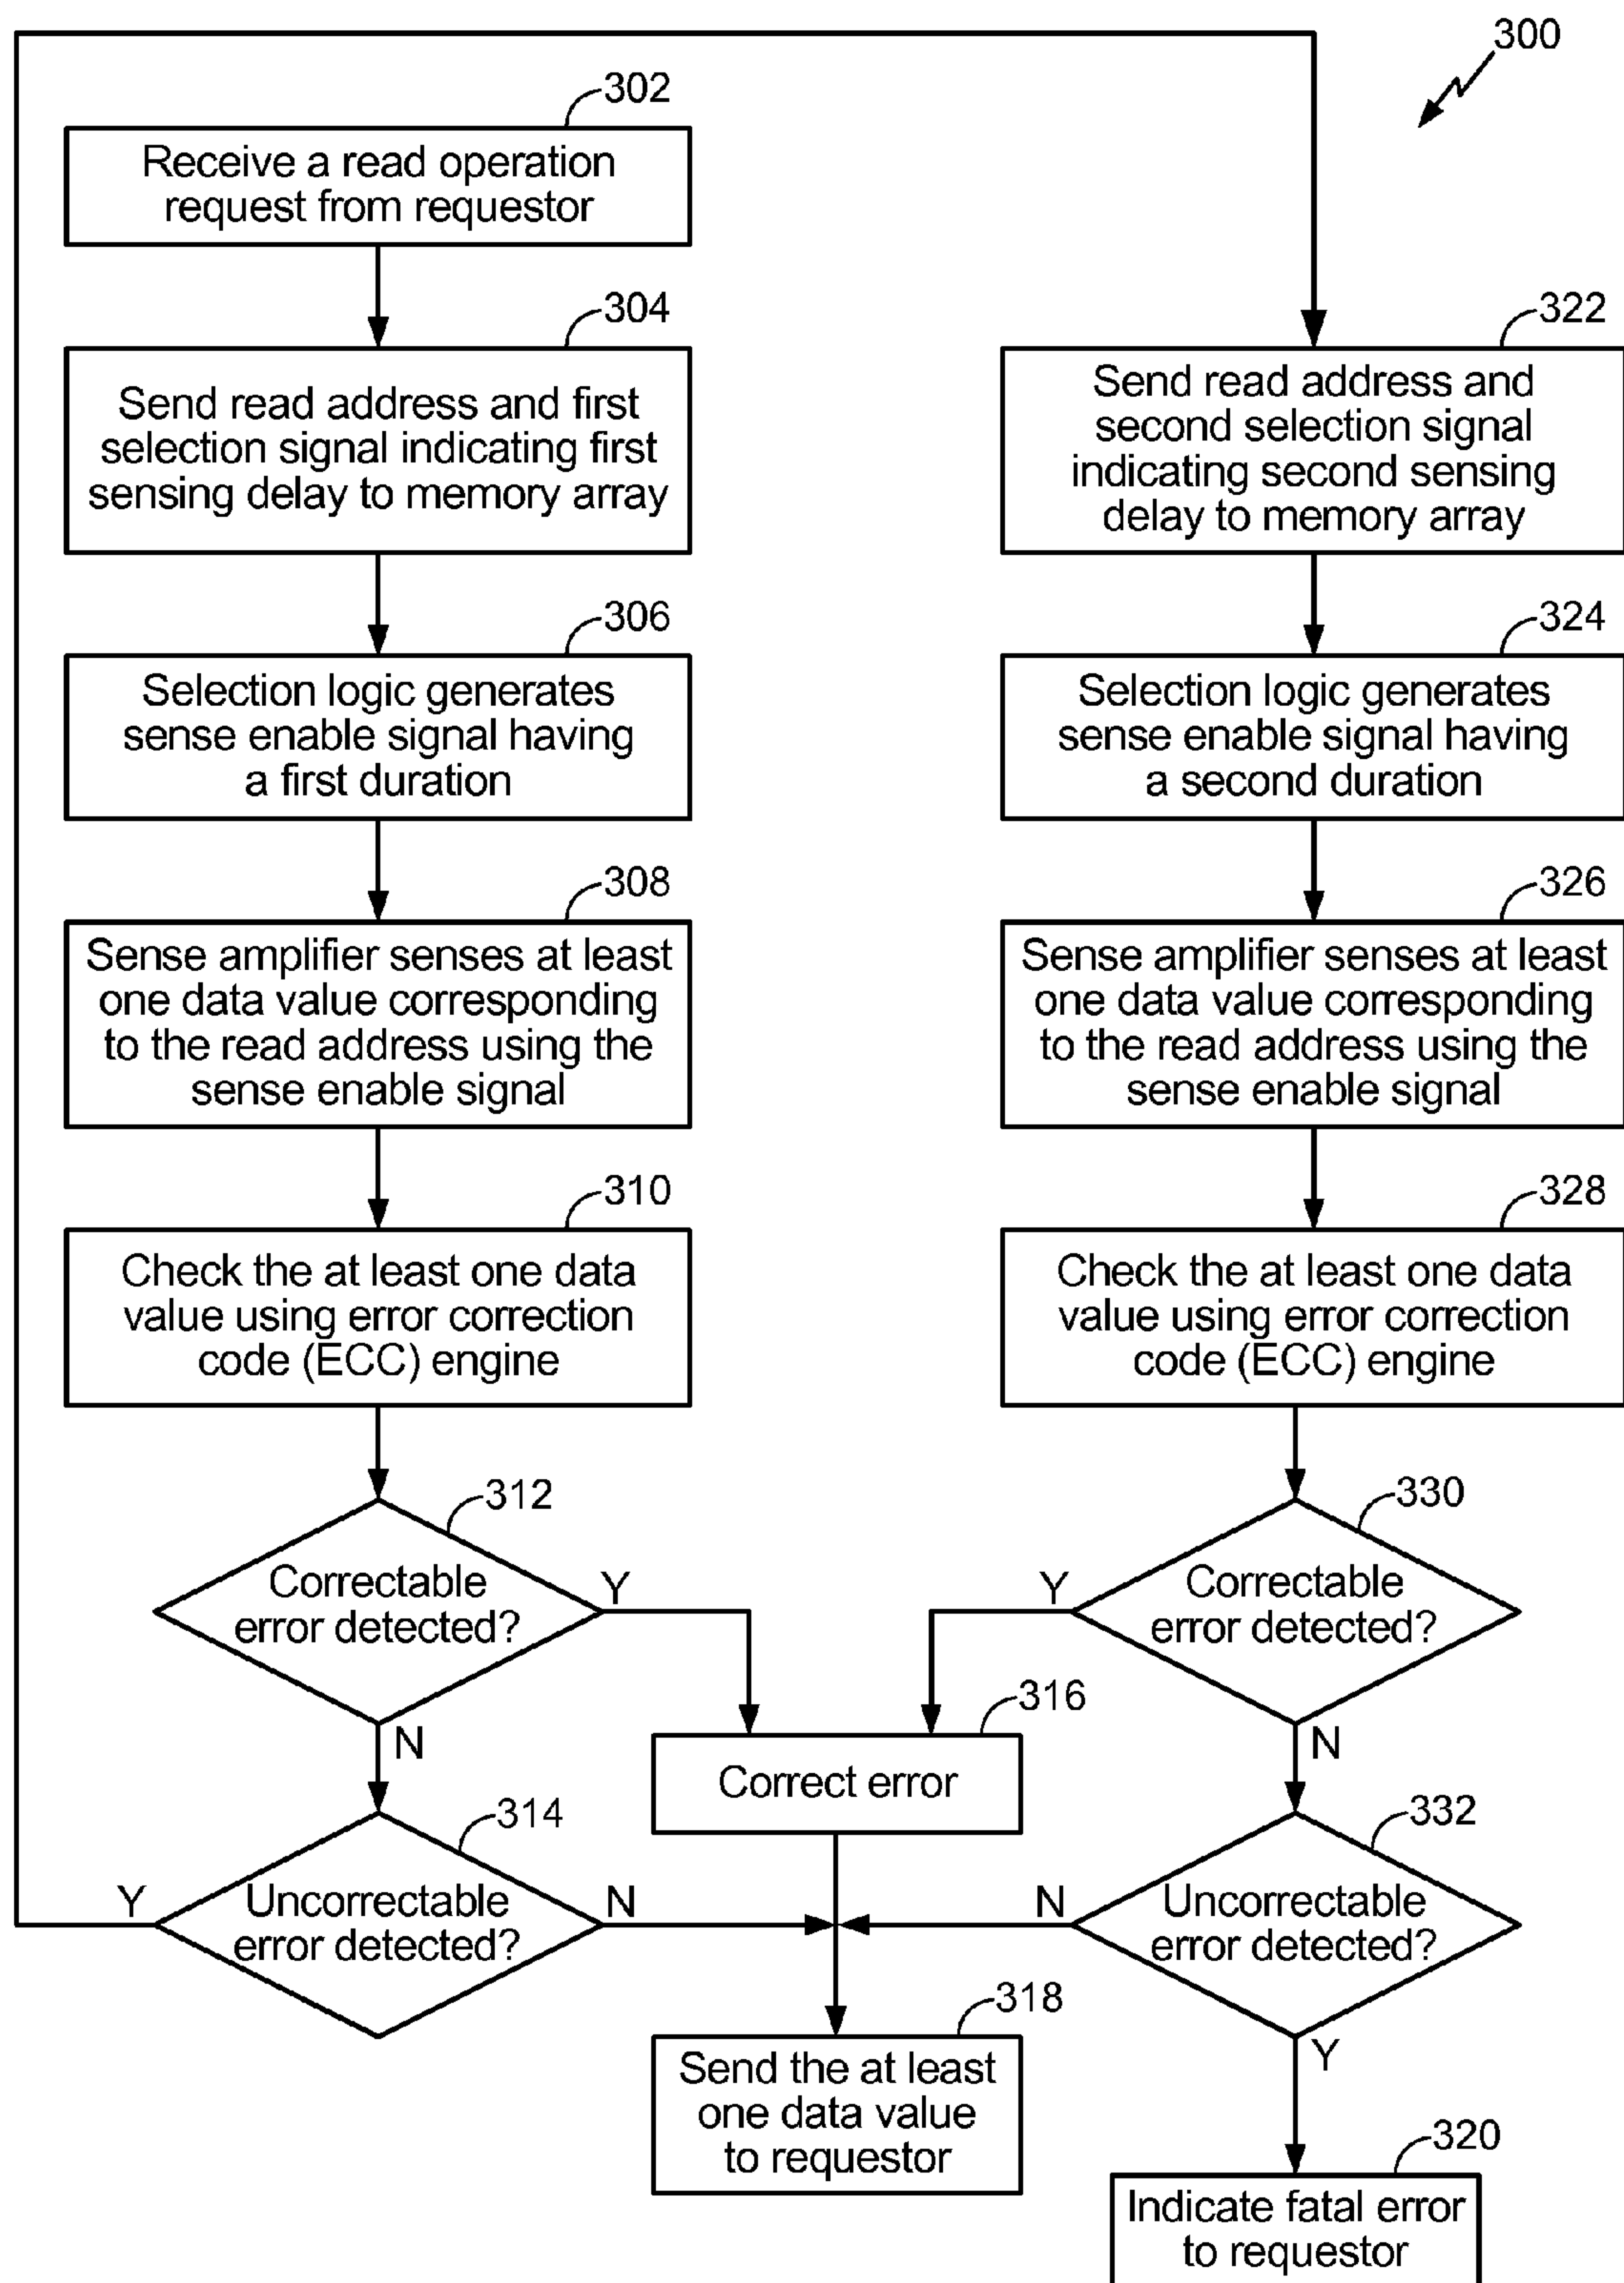 300
302
Receive a read operation
request from requestor
304
Send read address and first
selection signal indicating first
sensing delay to memory array
306
Selection logic generates
sense enable signal having
a first duration
308
Sense amplifier senses at least
one data value corresponding
to the read address using the
sense enable signal
310
Check the at least one data
value using error correction
code (ECC) engine
312
Correctable
error detected?
Y
N
314
Uncorrectable
error detected?
Y
N
322
Send read address and
second selection signal
indicating second sensing
delay to memory array
324
Selection logic generates
sense enable signal having
a second duration
326
Sense amplifier senses at least
one data value corresponding
to the read address using the
sense enable signal
328
Check the at least one data
value using error correction
code (ECC) engine
330
Correctable
error detected?
Y
N
316
Correct error
332
Uncorrectable
error detected?
N
Y
318
Send the at least
one data value
to requestor
320
Indicate fatal error
to requestor